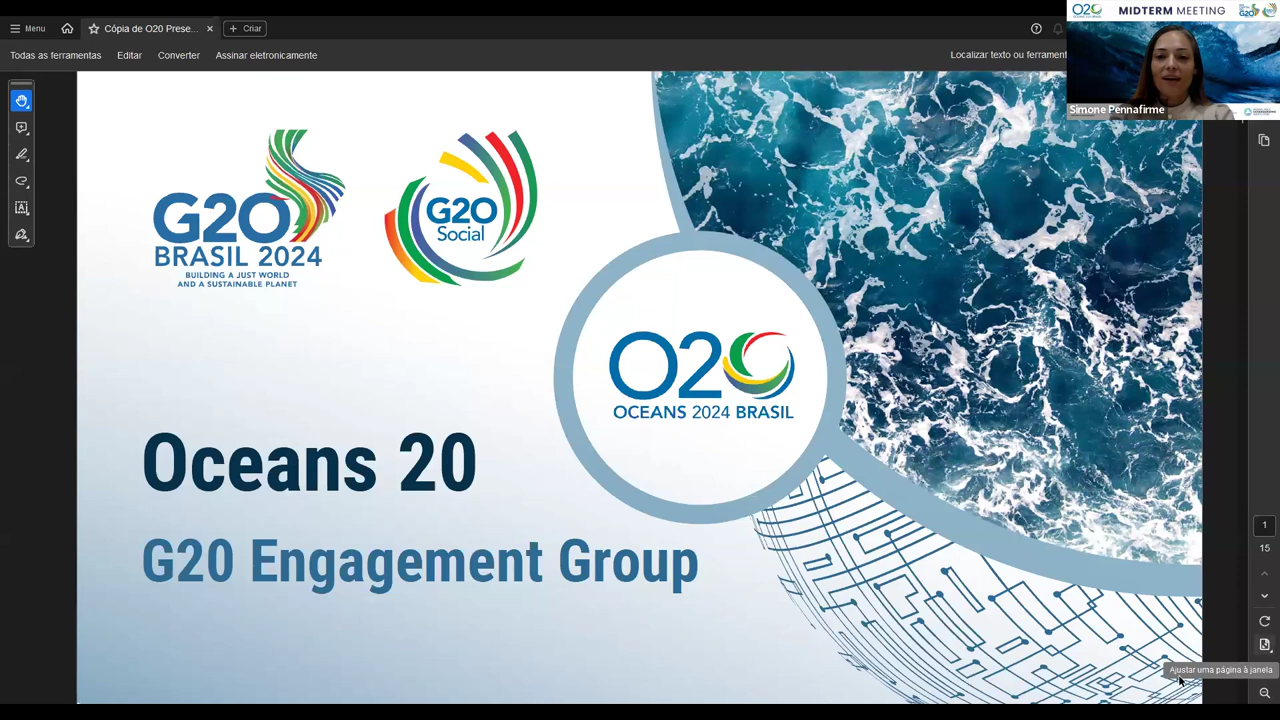 Menu
Cópia de O20 Prese...
Criar
Todas as ferramentas
Editar
Converter
Assinar eletronicamente
Localizar texto ou ferrament
O20
MIDTERM MEETING
G20
Simone Pennafirme
G20
BRASIL 2024
BUILDING A JUST WORLD
AND A SUSTAINABLE PLANET
G20
Social
O20
OCEANS 2024 BRASIL
Oceans 20
G20 Engagement Group
1
15
Ajustar uma página à janela